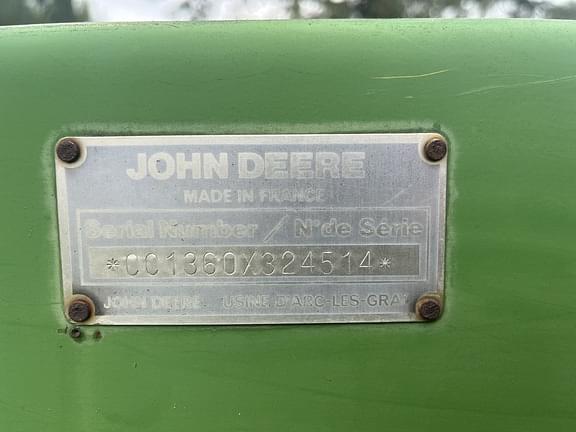 JOHN DEERE
MADE IN FRANCE
Serial Number / N° de Série
*CC1360X324514*
JOHN DEERE. USINE D'ARC-LES-GRAY